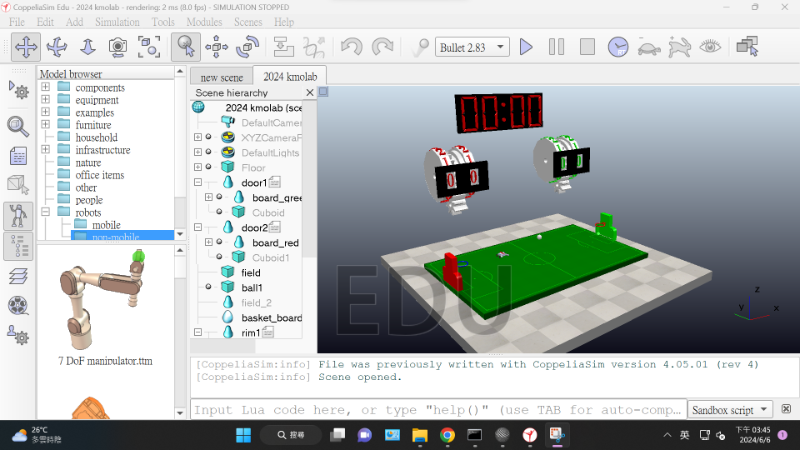 CoppeliaSim Edu - 2024 kmolab - rendering: 2 ms (8.0 fps) - SIMULATION STOPPED
File Edit Add Simulation Tools Modules Scenes Help
Bullet 2.83
Model browser
components
equipment
examples
furniture
household
infrastructure
nature
office items
other
people
robots
mobile
non-mobile
7 DoF manipulator.ttm
new scene 2024 kmolab
Scene hierarchy
2024 kmolab (sce
DefaultCamer
XYZCameraP
DefaultLights
Floor
door1
board_gree
Cuboid
door2
board_red
Cuboid1
field
ball1
field_2
basket_board
rim1
00:00
0 0
0 0
EDU
z
y x
[CoppeliaSim:info] File was previously written with CoppeliaSim version 4.05.01 (rev 4)
[CoppeliaSim:info] Scene opened.
Input Lua code here, or type "help()" (use TAB for auto-comp...
Sandbox script
26°C
搜尋
英
下午 03:45
2024/6/6
1